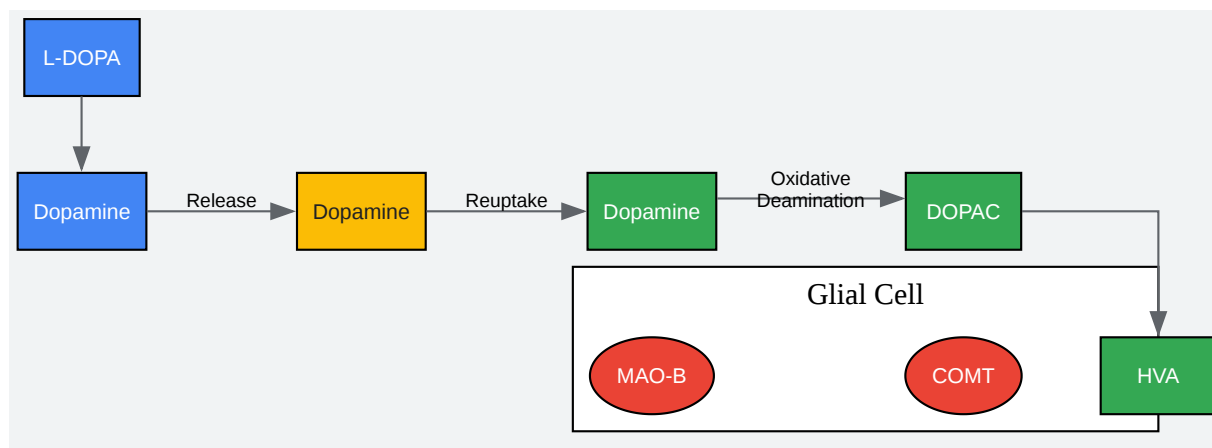 L-DOPA
Dopamine
Release
Dopamine
Reuptake
Dopamine
Oxidative
Deamination
DOPAC
Glial Cell
MAO-B
COMT
HVA